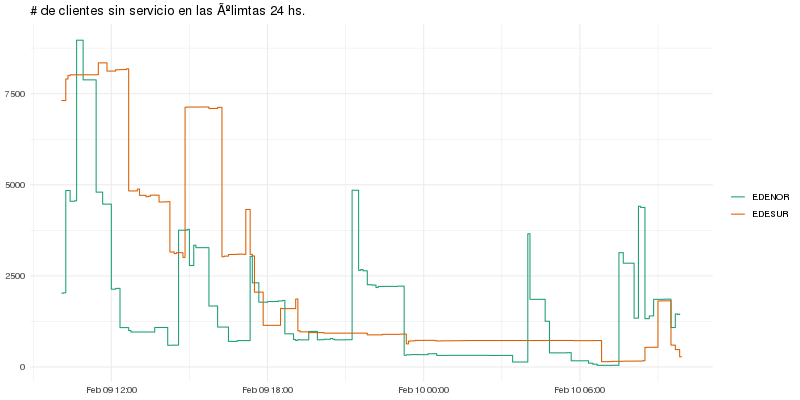 # de clientes sin servicio en las Ãºlimtas 24 hs.
7500
5000
2500
0
Feb 09 12:00
Feb 09 18:00
Feb 10 00:00
Feb 10 06:00
EDENOR
EDESUR